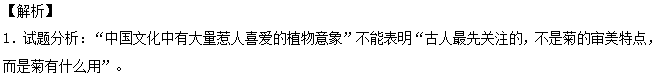 【解析】
1．试题分析：“中国文化中有大量惹人喜爱的植物意象”不能表明“古人最先关注的，不是菊的审美特点，
而是菊有什么用”。